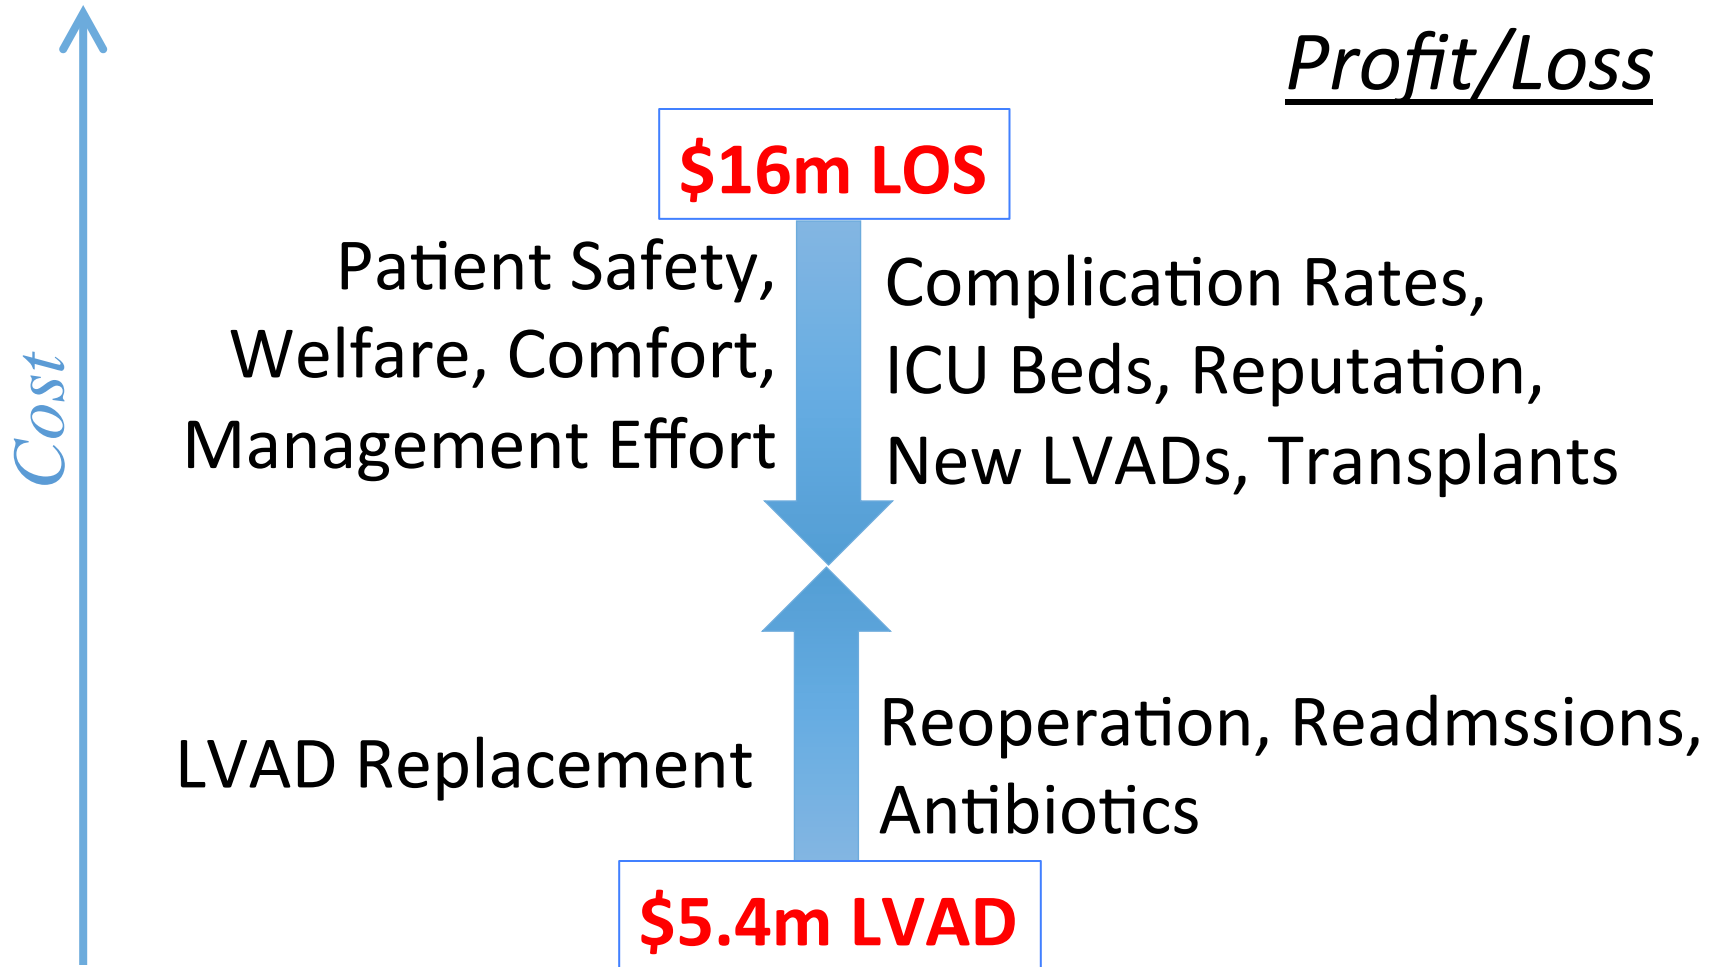 Profit/Loss
$16m LOS
Patient Safety,
Welfare, Comfort,
Management Effort
Complication Rates,
ICU Beds, Reputation,
New LVADs, Transplants
Cost
LVAD Replacement
Reoperation, Readmssions,
Antibiotics
$5.4m LVAD